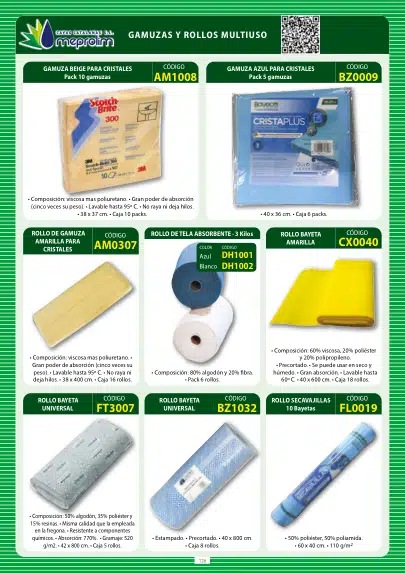 TAPAS CATALANAS S.L.
meprolim
GAMUZAS Y ROLLOS MULTIUSO
GAMUZA BEIGE PARA CRISTALES
Pack 10 gamuzas
CÓDIGO
AM1008
Scotch-Brite
300
3M
10
• Composición: viscosa mas poliuretano. • Gran poder de absorción
(cinco veces su peso). • Lavable hasta 95º C. • No raya ni deja hilos.
• 38 x 37 cm. • Caja 10 packs.
GAMUZA AZUL PARA CRISTALES
Pack 5 gamuzas
CÓDIGO
BZ0009
CRISTAPLUS
• 40 x 36 cm. • Caja 6 packs.
ROLLO DE GAMUZA
AMARILLA PARA
CRISTALES
CÓDIGO
AM0307
• Composición: viscosa mas poliuretano. •
Gran poder de absorción (cinco veces su
peso). • Lavable hasta 95º C. • No raya ni
deja hilos. • 38 x 400 cm. • Caja 16 rollos.
ROLLO DE TELA ABSORBENTE - 3 Kilos
COLOR CÓDIGO
Azul DH1001
Blanco DH1002
• Composición: 80% algodón y 20% fibra.
• Pack 6 rollos.
ROLLO BAYETA
AMARILLA
CÓDIGO
CX0040
• Composición: 60% viscosa, 20% poliéster
y 20% polipropileno.
• Precortado. • Se puede usar en seco y
húmedo. • Gran absorción. • Lavable hasta
60º C. • 40 x 600 cm. • Caja 18 rollos.
ROLLO BAYETA
UNIVERSAL
CÓDIGO
FT3007
• Composición: 50% algodón, 35% poliéster y
15% resinas. • Misma calidad que la empleada
en la fregona. • Resistente a componentes
químicos. • Absorción: 770%. • Gramaje: 520
g/m2. • 42 x 800 cm. • Caja 5 rollos.
ROLLO BAYETA
UNIVERSAL
CÓDIGO
BZ1032
• Estampado. • Precortado. • 40 x 800 cm.
• Caja 8 rollos.
ROLLO SECAVAJILLAS
10 Bayetas
CÓDIGO
FL0019
• 50% poliéster, 50% poliamida.
• 60 x 40 cm. • 110 g/m²
126